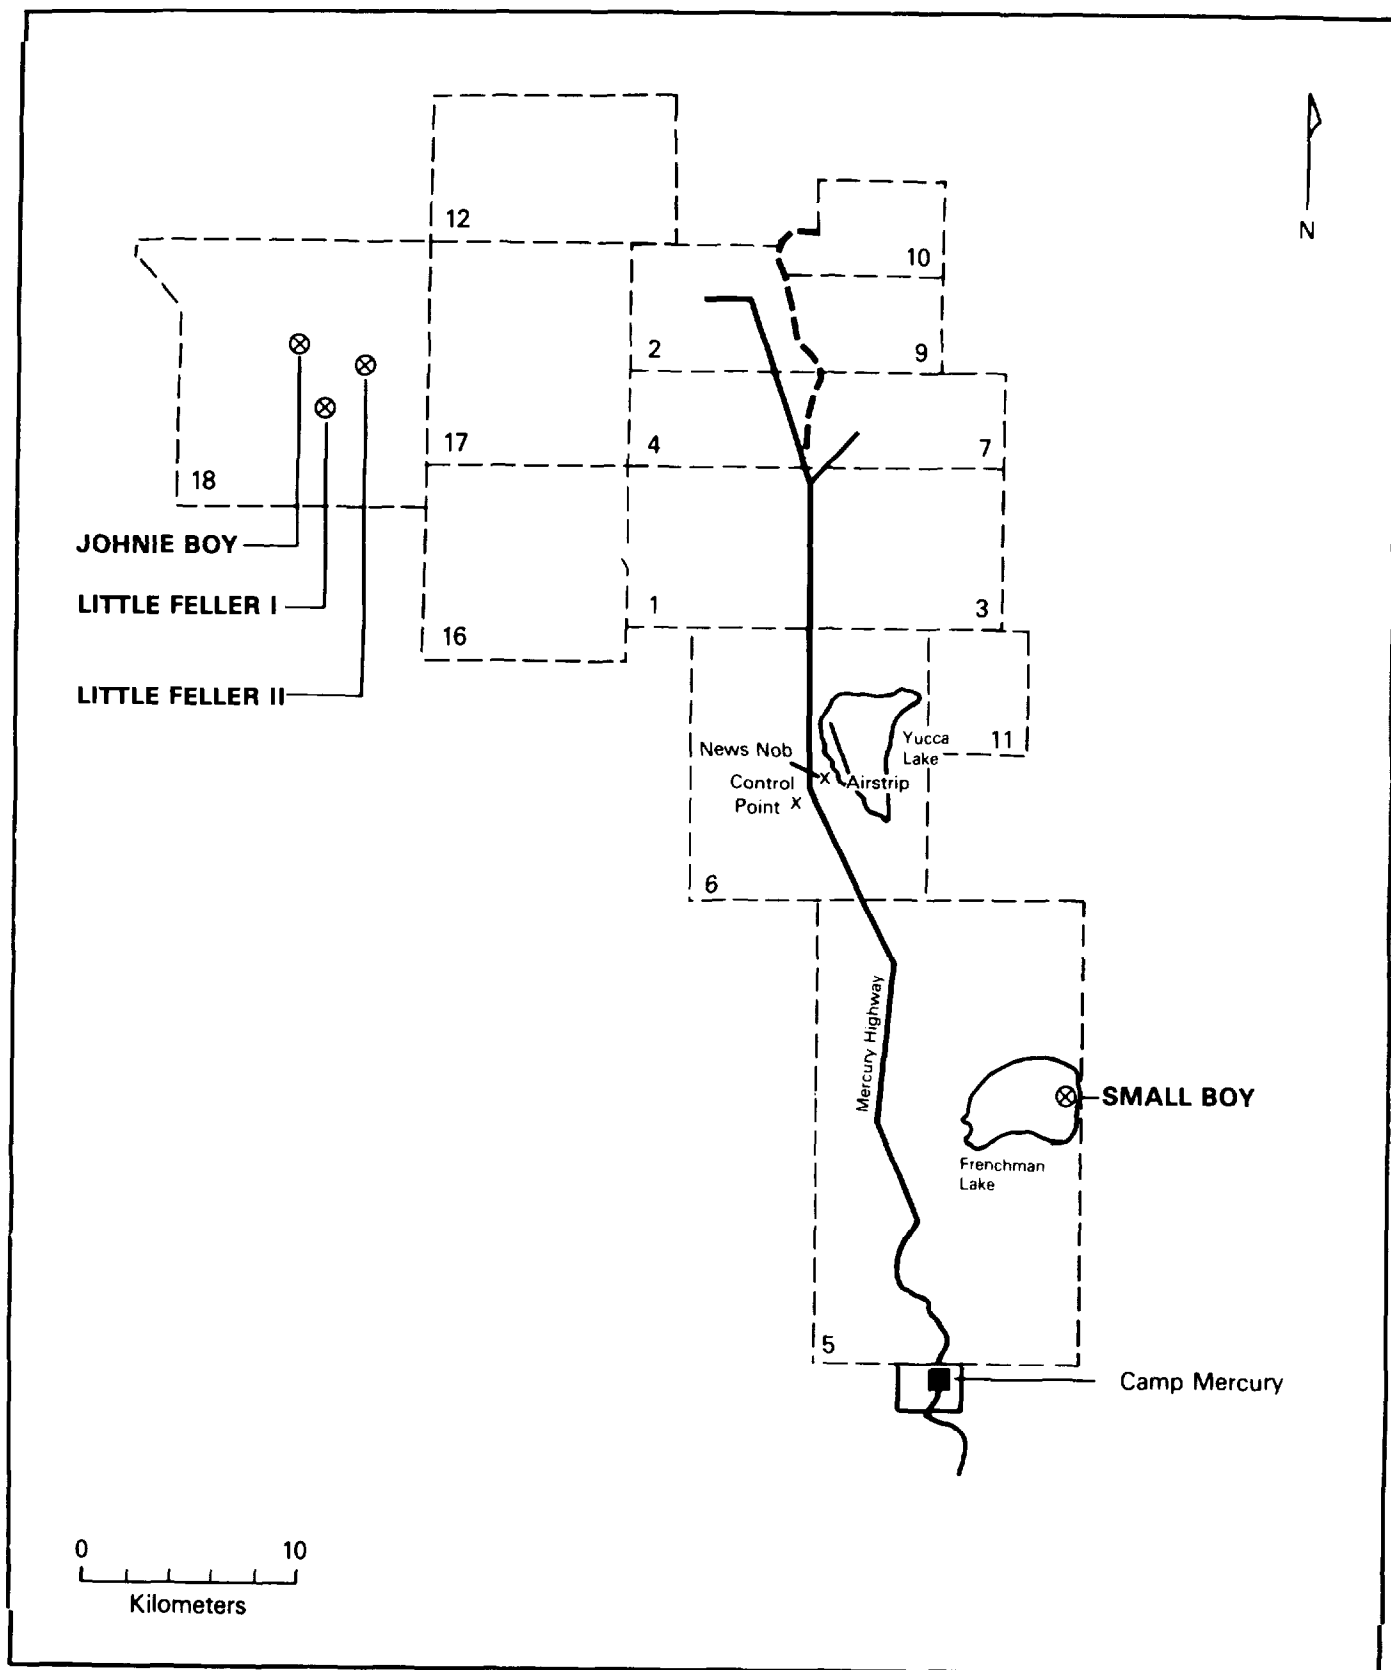 N
12
10
2
9
17
4
7
18
JOHNIE BOY
LITTLE FELLER I
1
3
16
LITTLE FELLER II
Yucca
Lake
11
News Nob
Control
Point X
X Airstrip
6
Mercury Highway
SMALL BOY
Frenchman
Lake
5
Camp Mercury
0 10
Kilometers